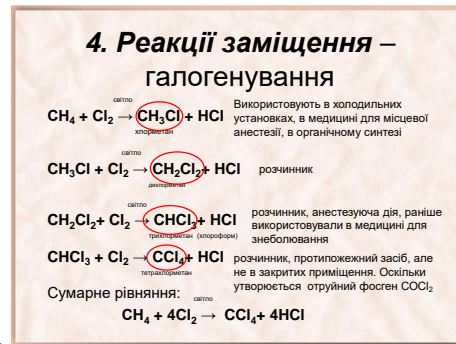 4. Реакції заміщення –
галогенування
світло
CH₄ + Cl₂ → CH₃Cl + HCl
хлорметан
Використовують в холодильних
установках, в медицині для місцевої
анестезії, в органічному синтезі
світло
CH₃Cl + Cl₂ → CH₂Cl₂+ HCl
дихлорметан
розчинник
світло
CH₂Cl₂+ Cl₂ → CHCl₃+ HCl
трихлорметан (хлороформ)
розчинник, анестезуюча дія, раніше
використовували в медицині для
знеболювання
CHCl₃ + Cl₂ → CCl₄+ HCl
тетрахлорметан
розчинник, протипожежний засіб, але
не в закритих приміщення. Оскільки
утворюється отруйний фосген COCl₂
Сумарне рівняння:
світло
CH₄ + 4Cl₂ → CCl₄+ 4HCl